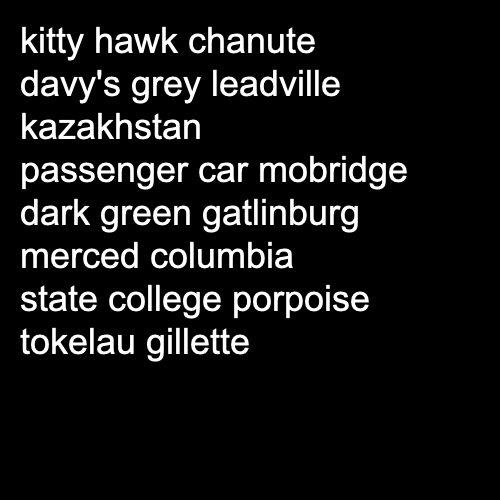 kitty hawk chanute
davy's grey leadville
kazakhstan
passenger car mobridge
dark green gatlinburg
merced columbia
state college porpoise
tokelau gillette